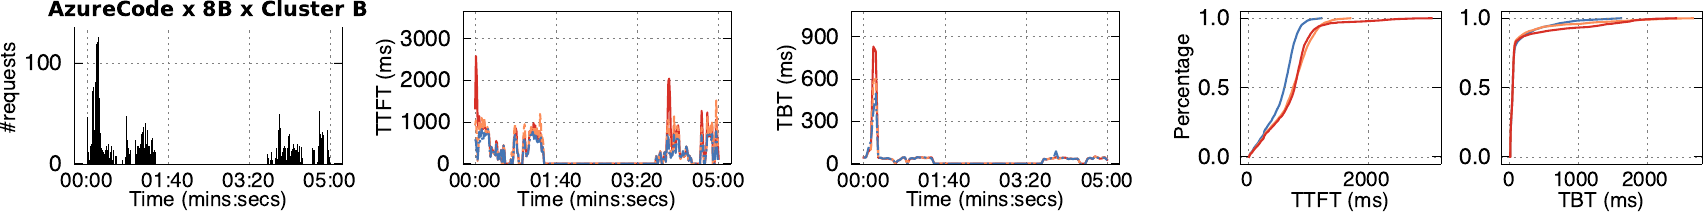 AzureCode x 8B x Cluster B
#requests
100
0
00:00 01:40 03:20 05:00
Time (mins:secs)
TTFT (ms)
3000
2000
1000
0
00:00 01:40 03:20 05:00
Time (mins:secs)
TBT (ms)
900
600
300
0
00:00 01:40 03:20 05:00
Time (mins:secs)
Percentage
1.0
0.5
0.0
0 2000
TTFT (ms)
1.0
0.5
0.0
0 1000 2000
TBT (ms)